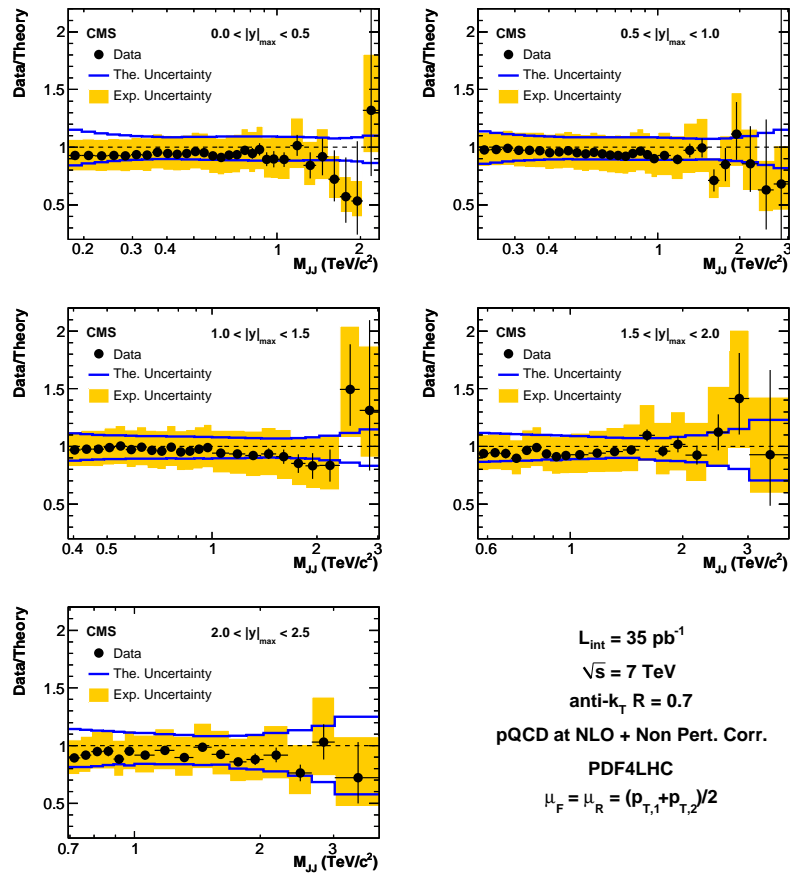 Data/Theory
CMS
0.0 < |y|max < 0.5
Data
The. Uncertainty
Exp. Uncertainty
2
1.5
1
0.5
0.2 0.3 0.4 1 2
MJJ (TeV/c²)
Data/Theory
CMS
0.5 < |y|max < 1.0
Data
The. Uncertainty
Exp. Uncertainty
2
1.5
1
0.5
0.3 0.4 1 2 3
MJJ (TeV/c²)
Data/Theory
CMS
1.0 < |y|max < 1.5
Data
The. Uncertainty
Exp. Uncertainty
2
1.5
1
0.5
0.4 0.5 1 2 3
MJJ (TeV/c²)
Data/Theory
CMS
1.5 < |y|max < 2.0
Data
The. Uncertainty
Exp. Uncertainty
2
1.5
1
0.5
0.6 1 2 3
MJJ (TeV/c²)
Data/Theory
CMS
2.0 < |y|max < 2.5
Data
The. Uncertainty
Exp. Uncertainty
2
1.5
1
0.5
0.7 1 2 3
MJJ (TeV/c²)
Lint = 35 pb⁻¹
√s = 7 TeV
anti-kT R = 0.7
pQCD at NLO + Non Pert. Corr.
PDF4LHC
μF = μR = (pT,1+pT,2)/2